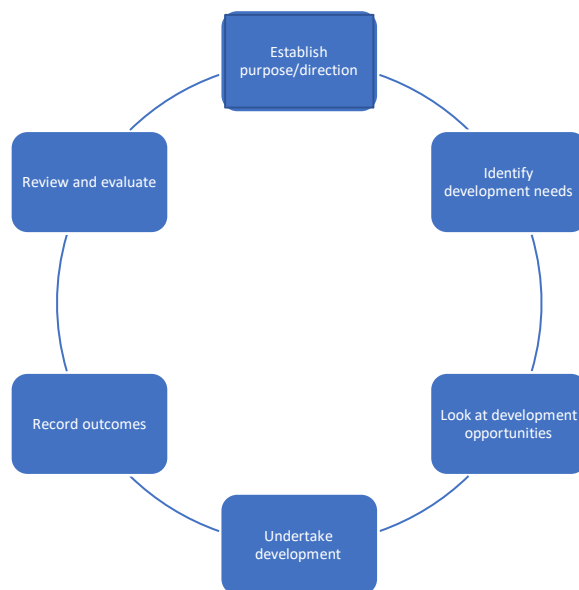 Establish
purpose/direction
Identify
development needs
Look at development
opportunities
Undertake
development
Record outcomes
Review and evaluate